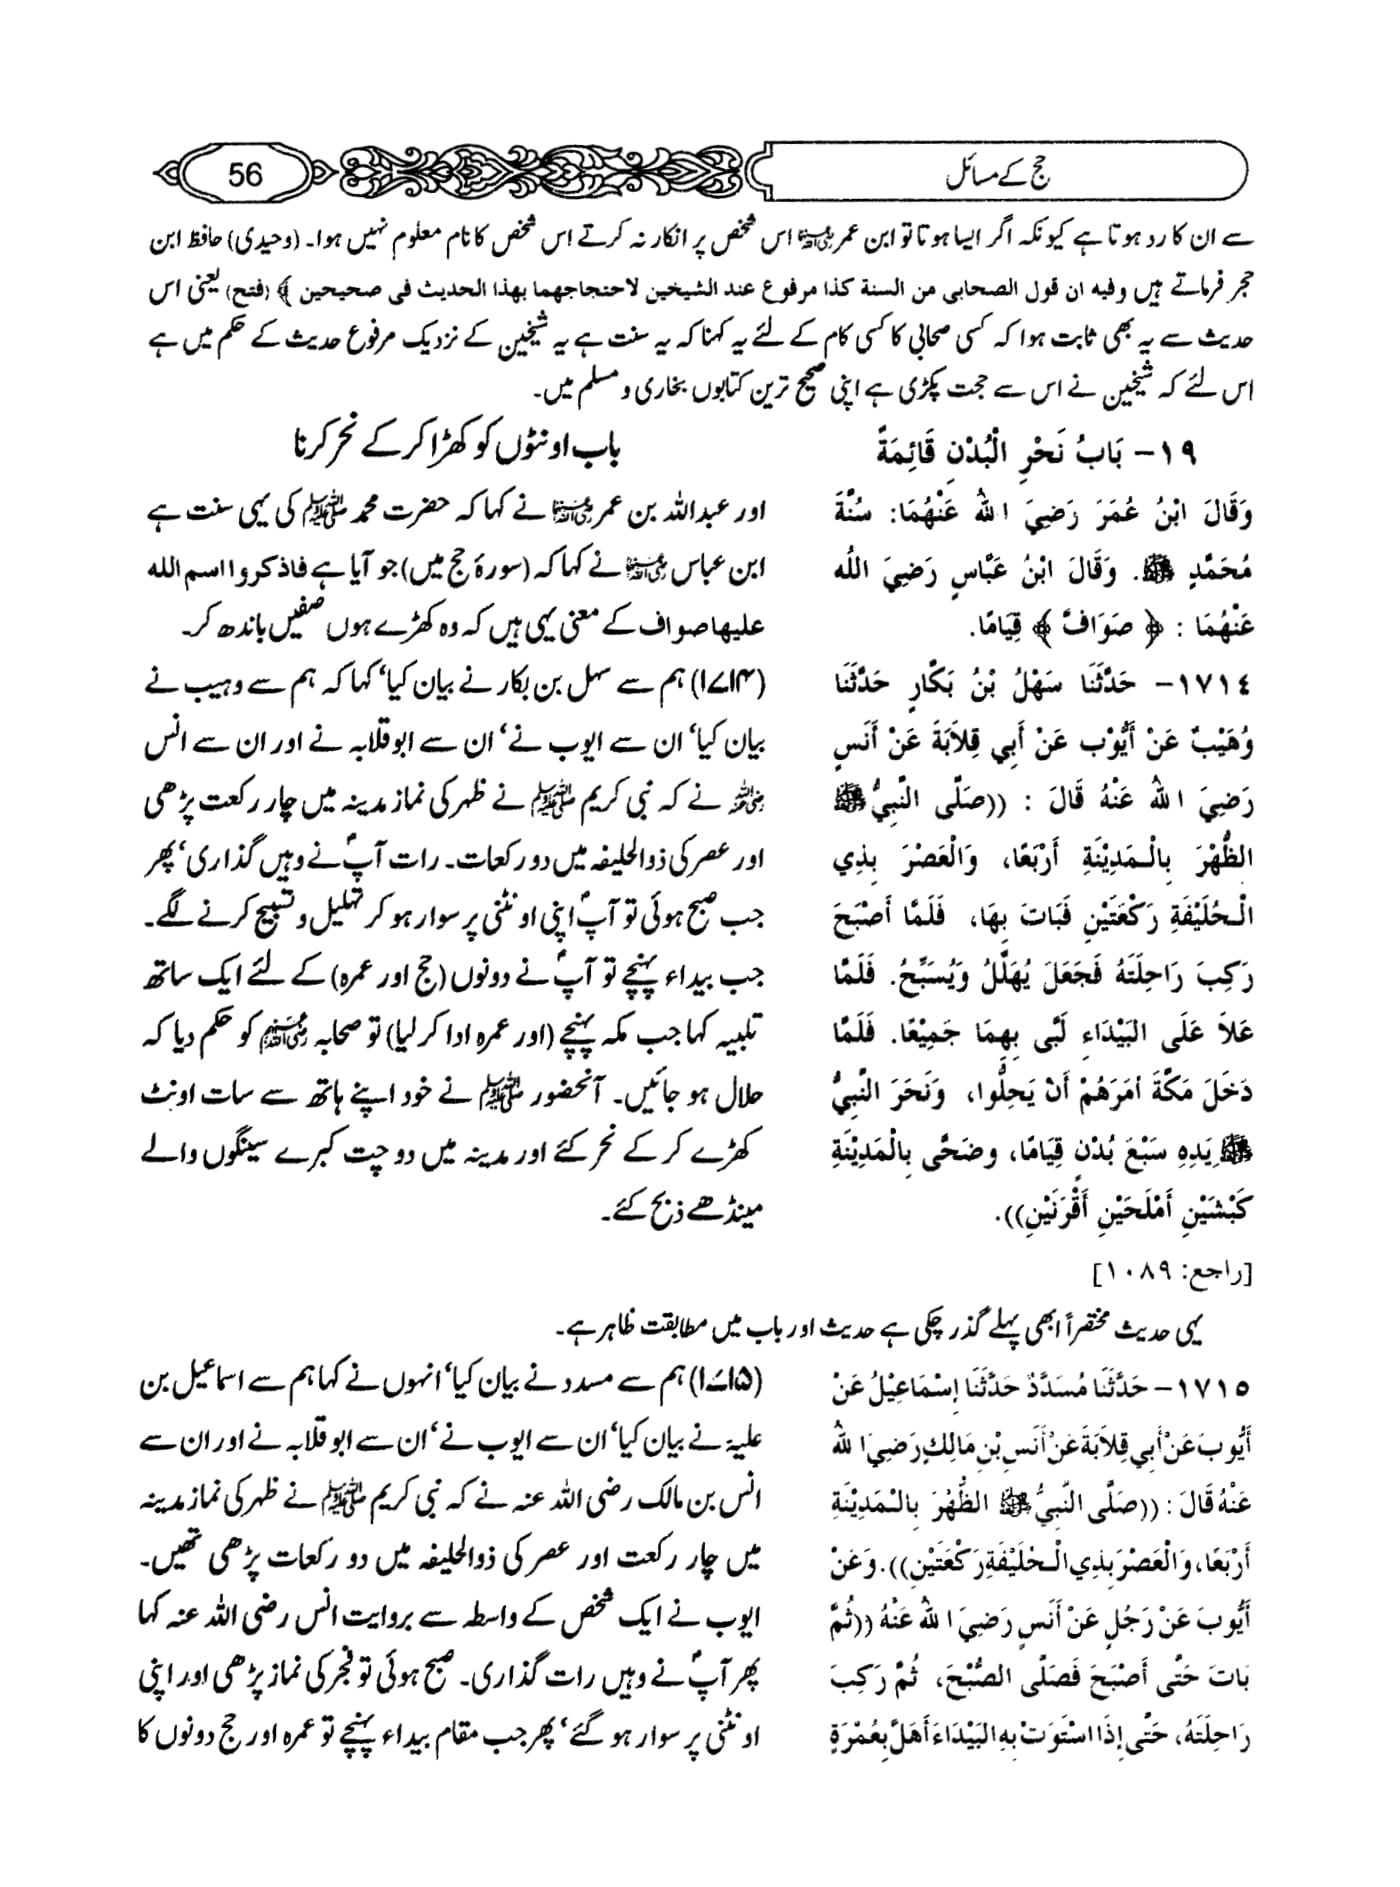 حج کے مسائل
56
سے ان کا رد ہوتا ہے کیونکہ اگر ایسا ہوتا تو ابن عمر رضی اللہ عنہما اس شخص پر انکار نہ کرتے اس شخص کا نام معلوم نہیں ہوا۔ (وحیدی) حافظ ابن
حجر فرماتے ہیں وفیہ ان قول الصحابی من السنة کذا مرفوع عند الشیخین لاحتجاجهما بهذا الحدیث فی صحیحین ﴾ (فتح) یعنی اس
حدیث سے یہ بھی ثابت ہوا کہ کسی صحابی کا کسی کام کے لئے یہ کہنا کہ یہ سنت ہے یہ شیخین کے نزدیک مرفوع حدیث کے حکم میں ہے
اس لئے کہ شیخین نے اس سے حجت پکڑی ہے اپنی صحیح ترین کتابوں بخاری و مسلم میں۔
١٩- بَابُ نَحْرِ الْبُدْنِ قَائِمَةً
وَقَالَ ابْنُ عُمَرَ رَضِيَ اللهُ عَنْهُمَا: سُنَّةَ
مُحَمَّدٍ ﷺ. وَقَالَ ابْنُ عَبَّاسٍ رَضِيَ اللهُ
عَنْهُمَا : ﴿ صَوَافَّ ﴾ قِيَامًا.
١٧١٤- حَدَّثَنَا سَهْلُ بْنُ بَكَّارٍ حَدَّثَنَا
وُهَيْبٌ عَنْ أَيُّوْبَ عَنْ أَبِي قِلاَبَةَ عَنْ أَنَسٍ
رَضِيَ اللهُ عَنْهُ قَالَ : ((صَلَّى النَّبِيُّ ﷺ
الظُّهْرَ بِالْمَدِيْنَةِ أَرْبَعًا، وَالْعَصْرَ بِذِي
الْحُلَيْفَةِ رَكْعَتَيْنِ فَبَاتَ بِهَا، فَلَمَّا أَصْبَحَ
رَكِبَ رَاحِلَتَهُ فَجَعَلَ يُهَلِّلُ وَيُسَبِّحُ. فَلَمَّا
عَلاَ عَلَى الْبَيْدَاءِ لَبَّى بِهِمَا جَمِيْعًا. فَلَمَّا
دَخَلَ مَكَّةَ أمَرَهُمْ أَنْ يَحِلُّوا، وَنَحَرَ النَّبِيُّ
ﷺ بِيَدِهِ سَبْعَ بُدْنٍ قِيَامًا، وضَحَّى بِالْمَدِيْنَةِ
كَبْشَيْنِ أَمْلَحَيْنِ أَقْرَنَيْنِ)).
[راجع: ١٠٨٩]
باب اونٹوں کو کھڑا کر کے نحر کرنا
اور عبداللہ بن عمر رضی اللہ عنہما نے کہا کہ حضرت محمد ﷺ کی یہی سنت ہے
ابن عباس رضی اللہ عنہما نے کہا کہ (سورۂ حج میں) جو آیا ہے فاذکروا اسم اللہ
علیھا صواف کے معنی یہی ہیں کہ وہ کھڑے ہوں صفیں باندھ کر۔
(۱۷۱۴) ہم سے سہل بن بکار نے بیان کیا‘ کہا کہ ہم سے وہیب نے
بیان کیا‘ ان سے ایوب نے‘ ان سے ابو قلابہ نے اور ان سے انس
رضی اللہ عنہ نے کہ نبی کریم ﷺ نے ظہر کی نماز مدینہ میں چار رکعت پڑھی
اور عصر کی ذوالحلیفہ میں دو رکعات۔ رات آپؐ نے وہیں گذاری‘ پھر
جب صبح ہوئی تو آپؐ اپنی اونٹنی پر سوار ہو کر تہلیل و تسبیح کرنے لگے۔
جب بیداء پہنچے تو آپؐ نے دونوں (حج اور عمرہ) کے لئے ایک ساتھ
تلبیہ کہا جب مکہ پہنچے (اور عمرہ ادا کر لیا) تو صحابہ رضی اللہ عنہم کو حکم دیا کہ
حلال ہو جائیں۔ آنحضور ﷺ نے خود اپنے ہاتھ سے سات اونٹ
کھڑے کر کے نحر کئے اور مدینہ میں دو چت کبرے سینگوں والے
مینڈھے ذبح کئے۔
یہی حدیث مختصراً ابھی پہلے گذر چکی ہے حدیث اور باب میں مطابقت ظاہر ہے۔
١٧١٥- حَدَّثَنَا مُسَدَّدٌ حَدَّثَنَا إِسْمَاعِيْلُ عَنْ
أَيُّوبَ عَنْ أَبِي قِلاَبَةَ عَنْ أَنَسِ بْنِ مَالِكٍ رَضِيَ اللهُ
عَنْهُ قَالَ : ((صَلَّى النَّبِيُّ ﷺ الظُّهْرَ بِالْمَدِيْنَةِ
أَرْبَعًا، وَالْعَصْرَ بِذِي الْحُلَيْفَةِ رَكْعَتَيْنِ)). وَعَنْ
أَيُّوبَ عَنْ رَجُلٍ عَنْ أَنَسٍ رَضِيَ اللهُ عَنْهُ ((ثُمَّ
بَاتَ حَتَّى أَصْبَحَ فَصَلَّى الصُّبْحَ، ثُمَّ رَكِبَ
رَاحِلَتَهُ، حَتَّى إِذَا اسْتَوَتْ بِهِ الْبَيْدَاءَ أَهَلَّ بِعُمْرَةٍ
(۱۷۱۵) ہم سے مسدد نے بیان کیا‘ انہوں نے کہا ہم سے اسماعیل بن
علیۃ نے بیان کیا‘ ان سے ایوب نے‘ ان سے ابو قلابہ نے اور ان سے
انس بن مالک رضی اللہ عنہ نے کہ نبی کریم ﷺ نے ظہر کی نماز مدینہ
میں چار رکعت اور عصر کی ذوالحلیفہ میں دو رکعات پڑھی تھیں۔
ایوب نے ایک شخص کے واسطہ سے بروایت انس رضی اللہ عنہ کہا
پھر آپؐ نے وہیں رات گذاری۔ صبح ہوئی تو فجر کی نماز پڑھی اور اپنی
اونٹنی پر سوار ہو گئے‘ پھر جب مقام بیداء پہنچے تو عمرہ اور حج دونوں کا